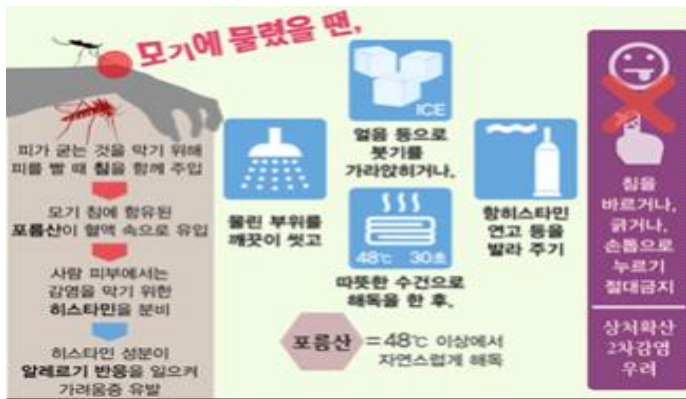 모기에 물렸을 땐,
피가 굳는 것을 막기 위해
피를 빨 때 침을 함께 주입
모기 침에 함유된
포름산이 혈액 속으로 유입
사람 피부에서는
감염을 막기 위한
히스타민을 분비
히스타민 성분이
알레르기 반응을 일으켜
가려움증 유발
물린 부위를
깨끗이 씻고
ICE
얼음 등으로
붓기를
가라앉히거나,
48℃ 30초
따뜻한 수건으로
해독을 한 후,
항히스타민
연고 등을
발라 주기
포름산 = 48℃ 이상에서
자연스럽게 해독
침을
바르거나,
긁거나,
손톱으로
누르기
절대금지
상처확산
2차감염
우려